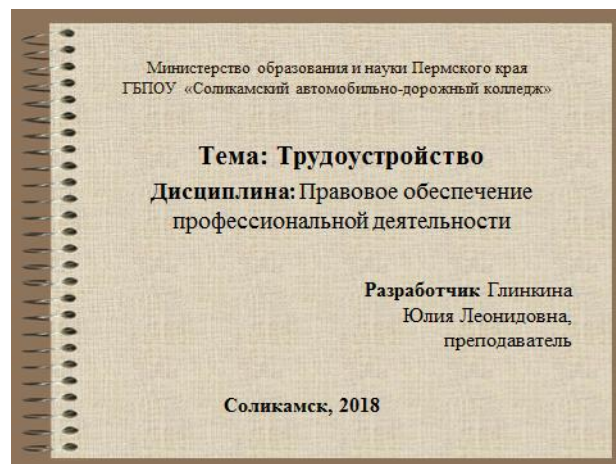 Министерство образования и науки Пермского края
ГБПОУ «Соликамский автомобильно-дорожный колледж»
Тема: Трудоустройство
Дисциплина: Правовое обеспечение
профессиональной деятельности
Разработчик Глинкина
Юлия Леонидовна,
преподаватель
Соликамск, 2018